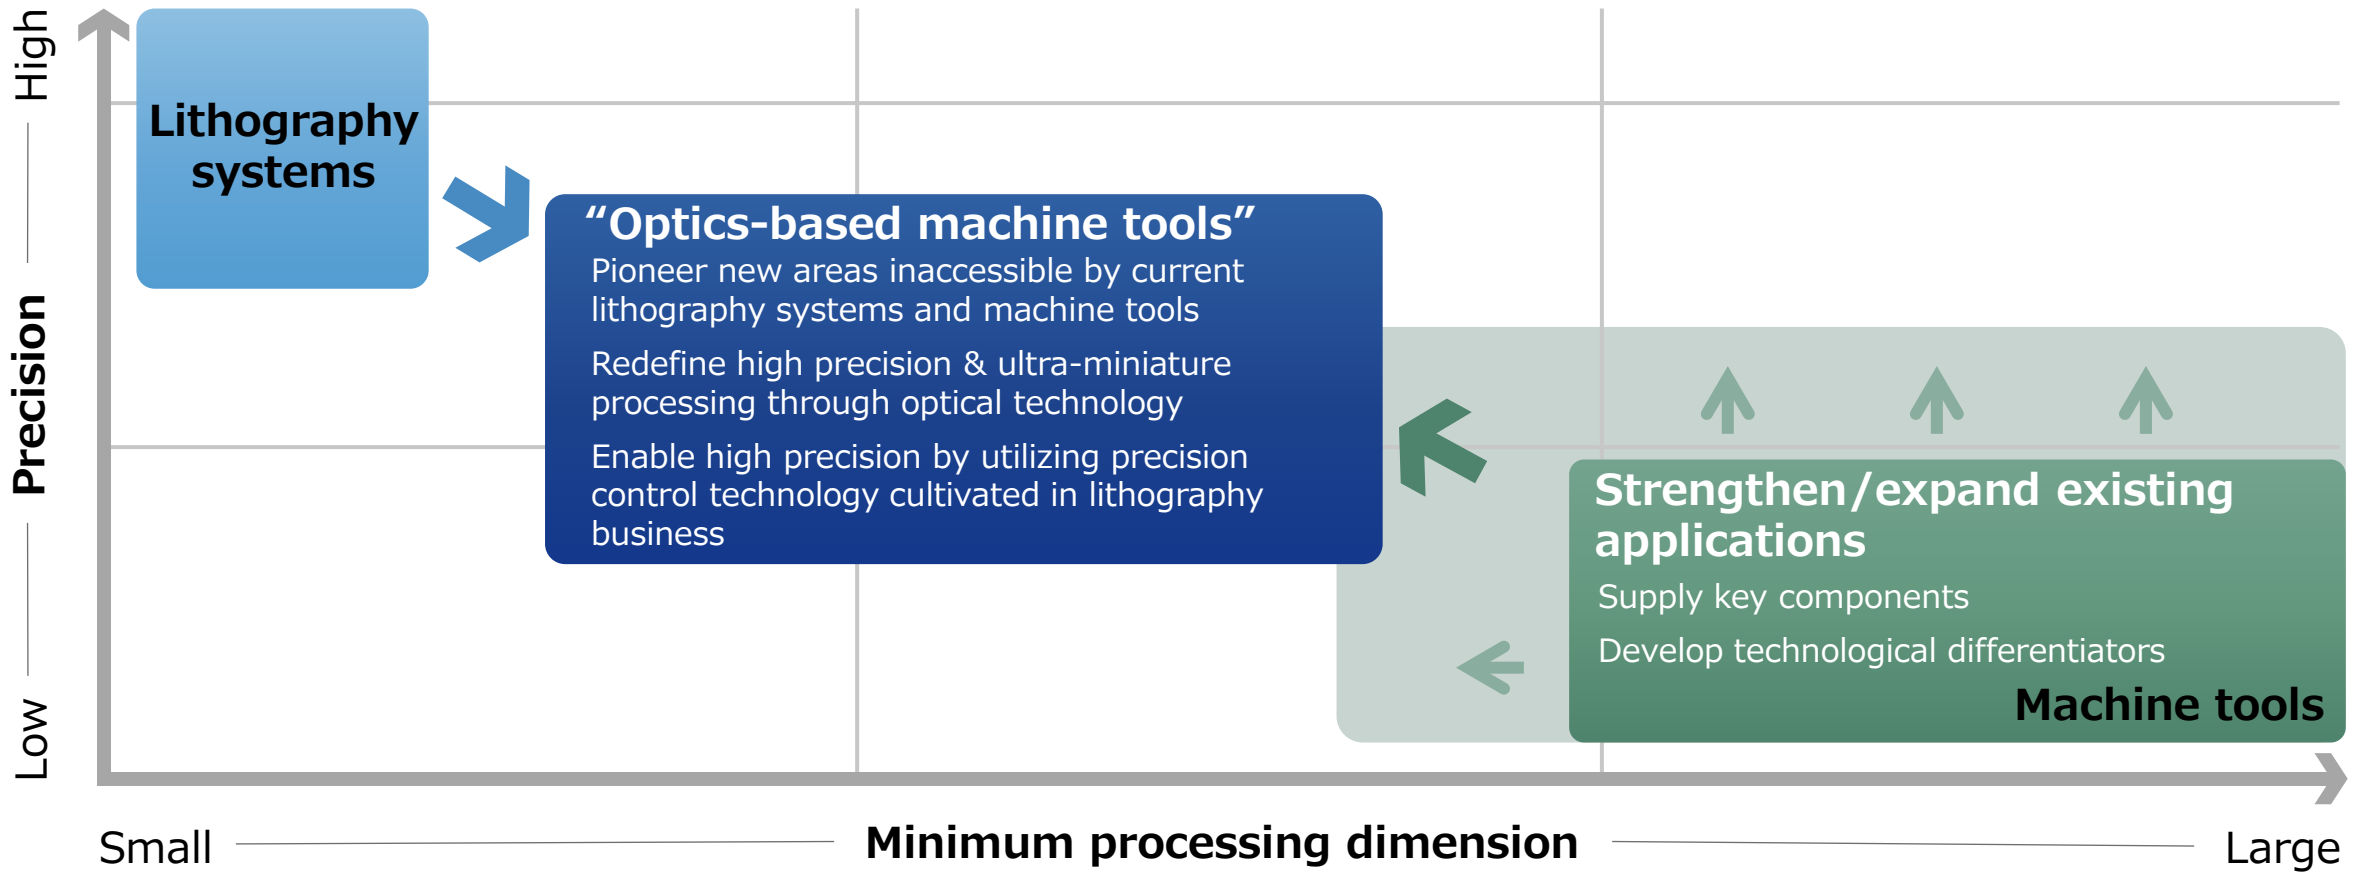 High
Precision
Low
Lithography
systems
“Optics-based machine tools”
Pioneer new areas inaccessible by current
lithography systems and machine tools
Redefine high precision & ultra-miniature
processing through optical technology
Enable high precision by utilizing precision
control technology cultivated in lithography
business
Strengthen/expand existing
applications
Supply key components
Develop technological differentiators
Machine tools
Small
Minimum processing dimension
Large